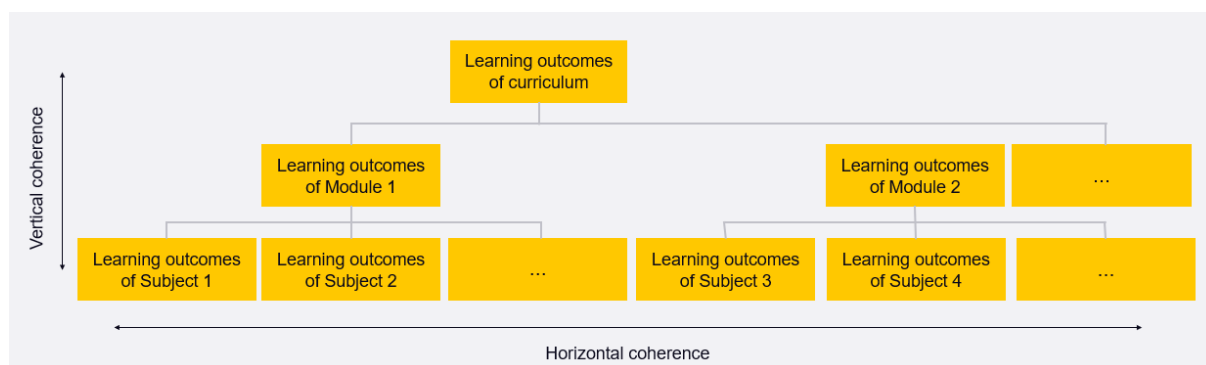 Learning outcomes
of curriculum
Vertical coherence
Learning outcomes
of Module 1
Learning outcomes
of Module 2
...
Learning outcomes
of Subject 1
Learning outcomes
of Subject 2
...
Learning outcomes
of Subject 3
Learning outcomes
of Subject 4
...
Horizontal coherence